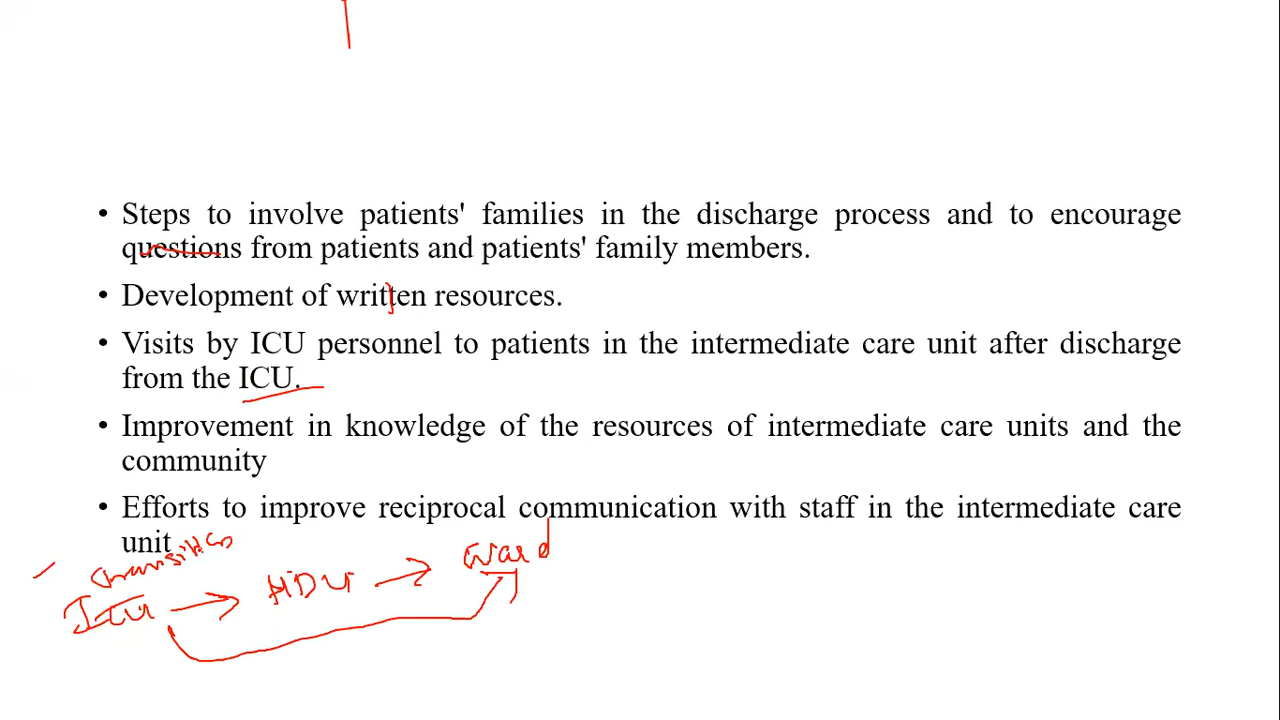 • Steps to involve patients' families in the discharge process and to encourage
questions from patients and patients' family members.
• Development of written resources.
• Visits by ICU personnel to patients in the intermediate care unit after discharge
from the ICU.
• Improvement in knowledge of the resources of intermediate care units and the
community
• Efforts to improve reciprocal communication with staff in the intermediate care
unit
ICU → HDU → ward